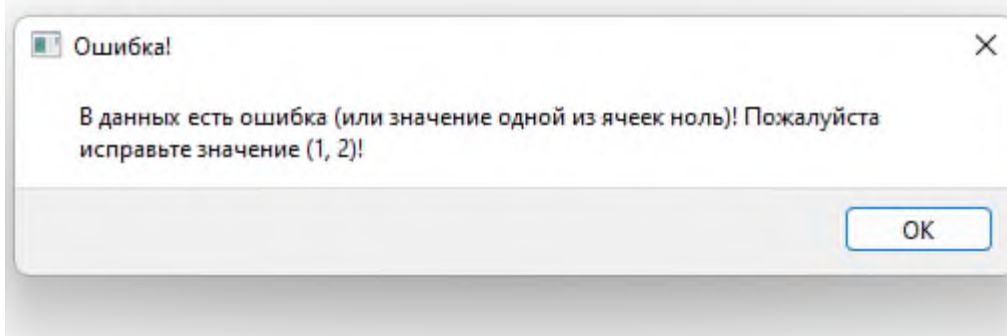 Ошибка!
В данных есть ошибка (или значение одной из ячеек ноль)! Пожалуйста
исправьте значение (1, 2)!
OK